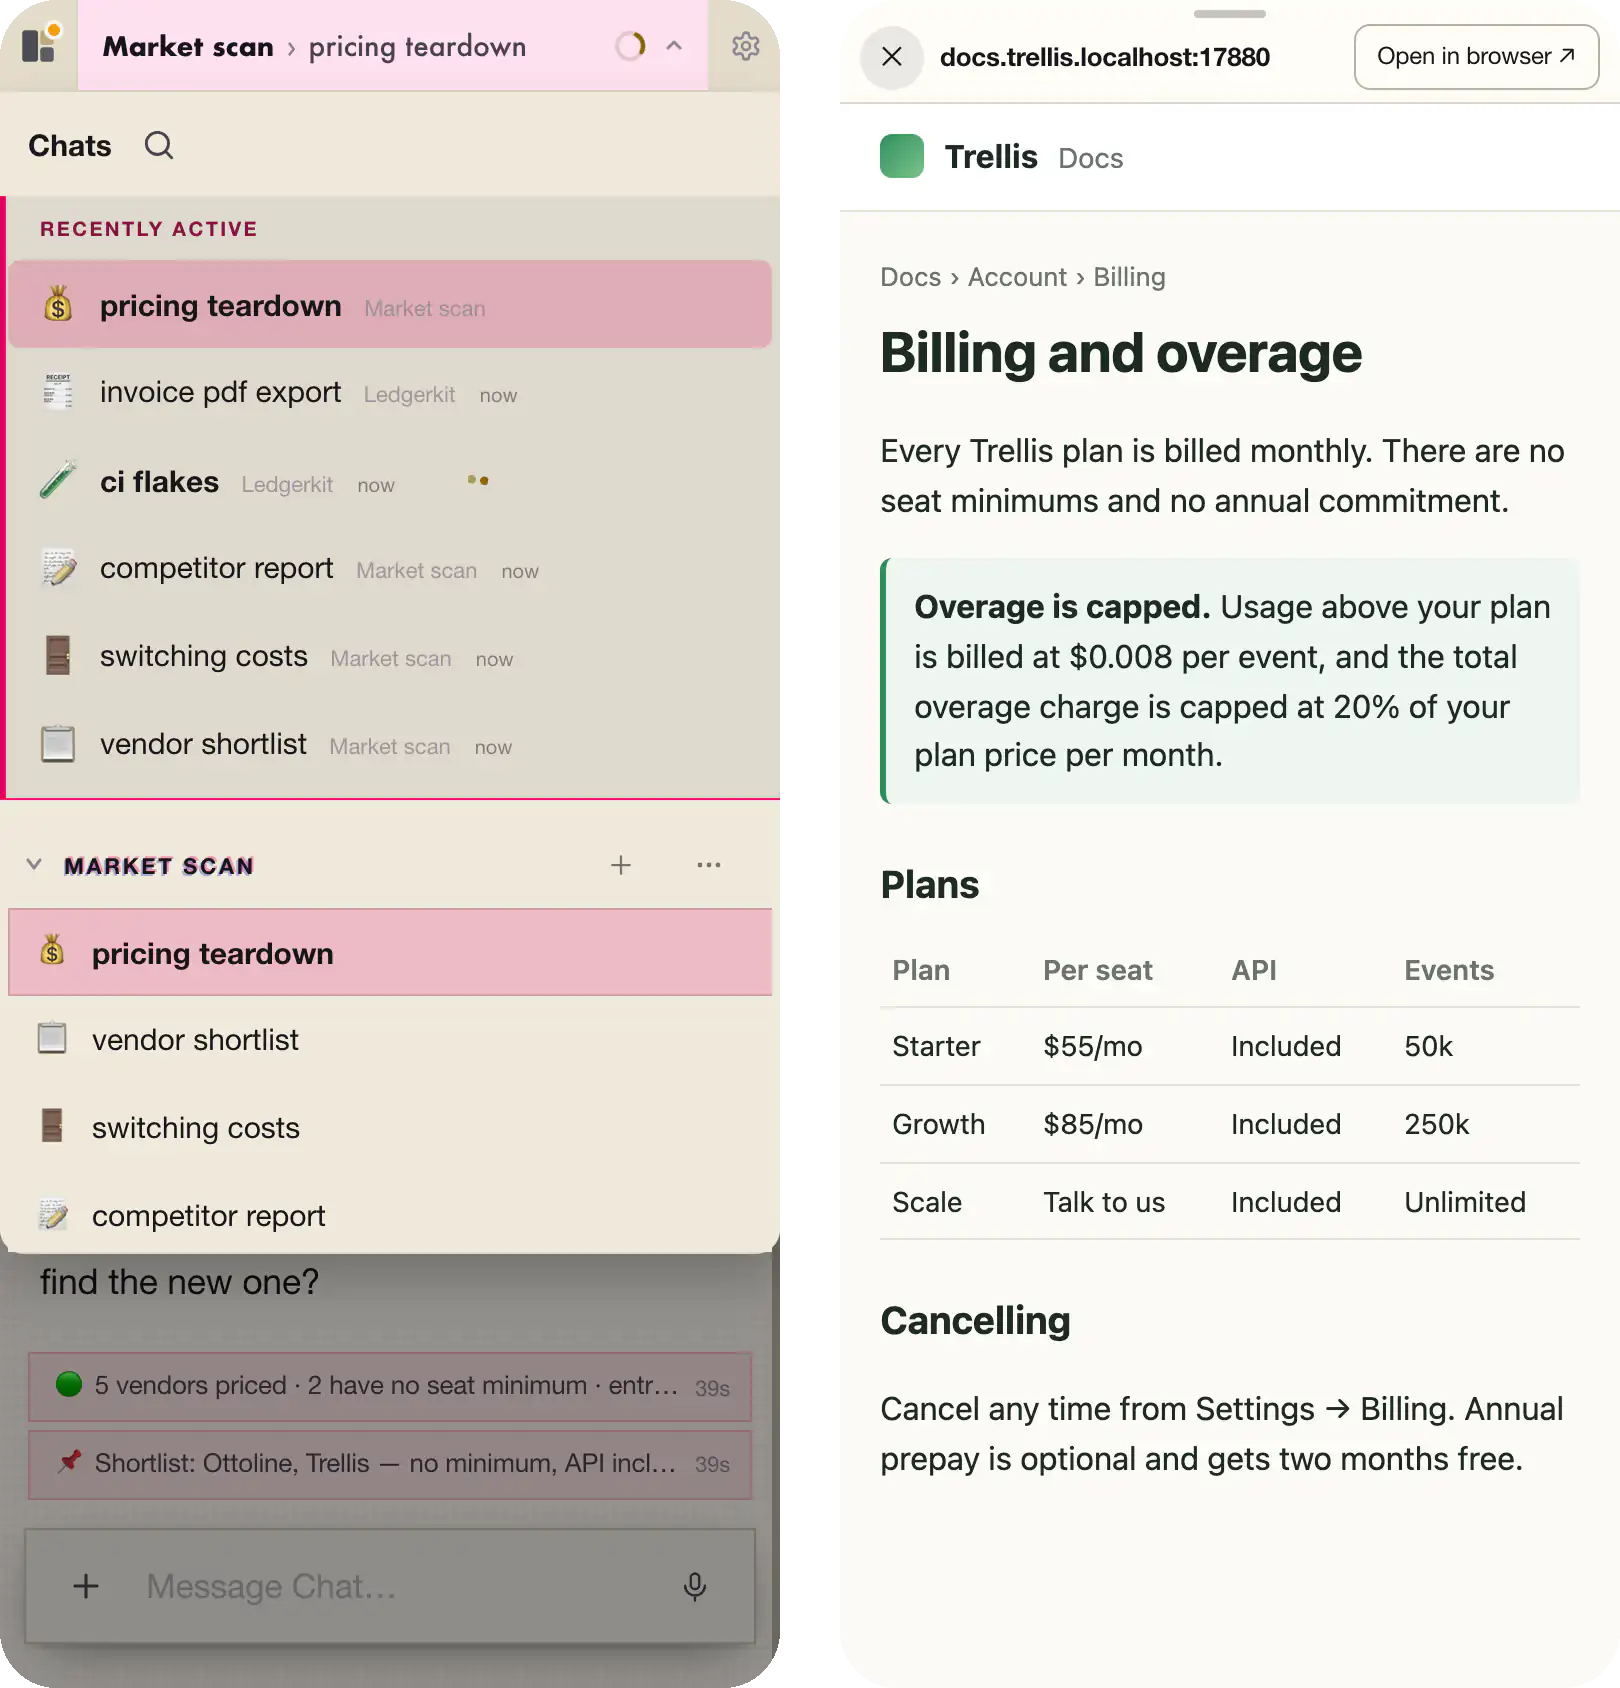 Market scan › pricing teardown
Chats
RECENTLY ACTIVE
pricing teardown Market scan
invoice pdf export Ledgerkit now
ci flakes Ledgerkit now
competitor report Market scan now
switching costs Market scan now
vendor shortlist Market scan now
MARKET SCAN
pricing teardown
vendor shortlist
switching costs
competitor report
find the new one?
5 vendors priced · 2 have no seat minimum · entr… 39s
Shortlist: Ottoline, Trellis — no minimum, API incl… 39s
Message Chat…
docs.trellis.localhost:17880
Open in browser ↗
Trellis Docs
Docs › Account › Billing
Billing and overage
Every Trellis plan is billed monthly. There are no
seat minimums and no annual commitment.
Overage is capped. Usage above your plan
is billed at $0.008 per event, and the total
overage charge is capped at 20% of your
plan price per month.
Plans
Plan Per seat API Events
Starter $55/mo Included 50k
Growth $85/mo Included 250k
Scale Talk to us Included Unlimited
Cancelling
Cancel any time from Settings → Billing. Annual
prepay is optional and gets two months free.